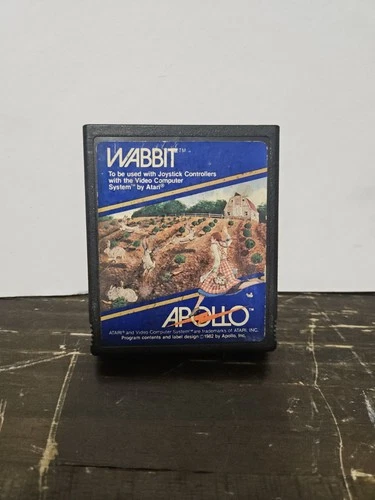 WABBIT™
To be used with Joystick Controllers
with the Video Computer
System™ by Atari®
APOLLO™
ATARI® and Video Computer System™ are trademarks of ATARI, INC.
Program contents and label design ©1982 by Apollo, Inc.